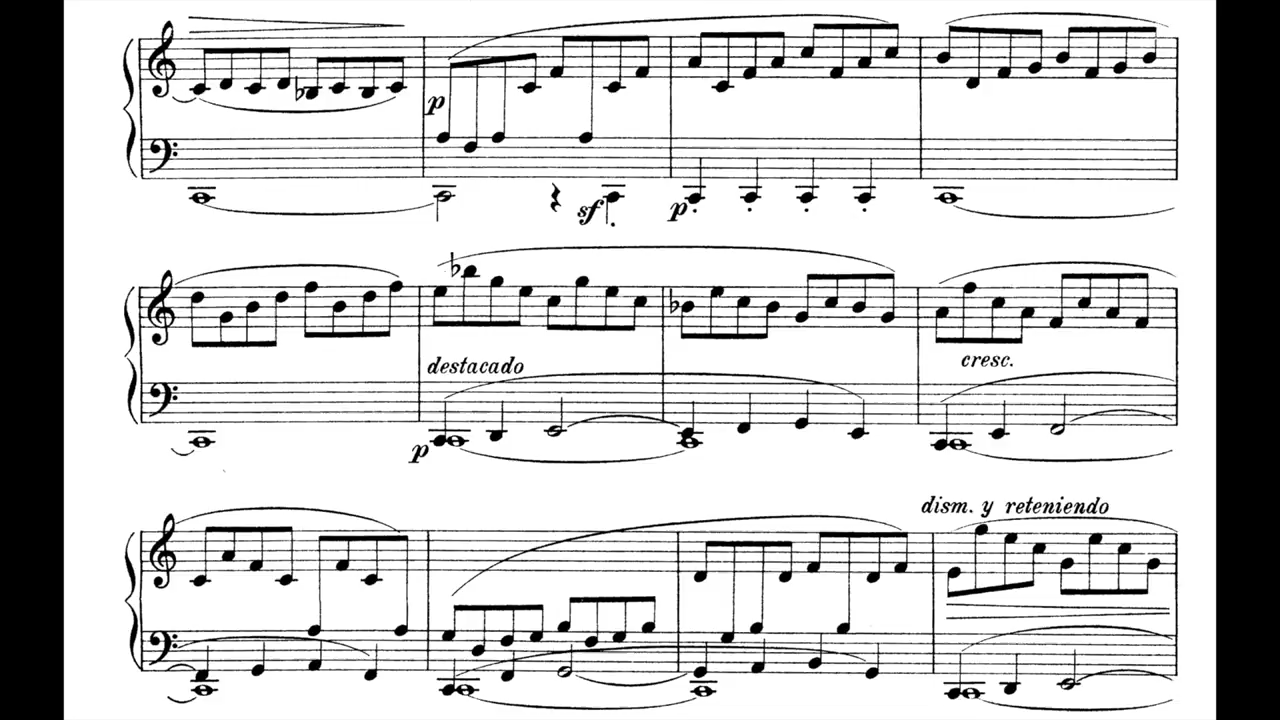 p
sf
p
destacado
cresc.
p
dism. y reteniendo